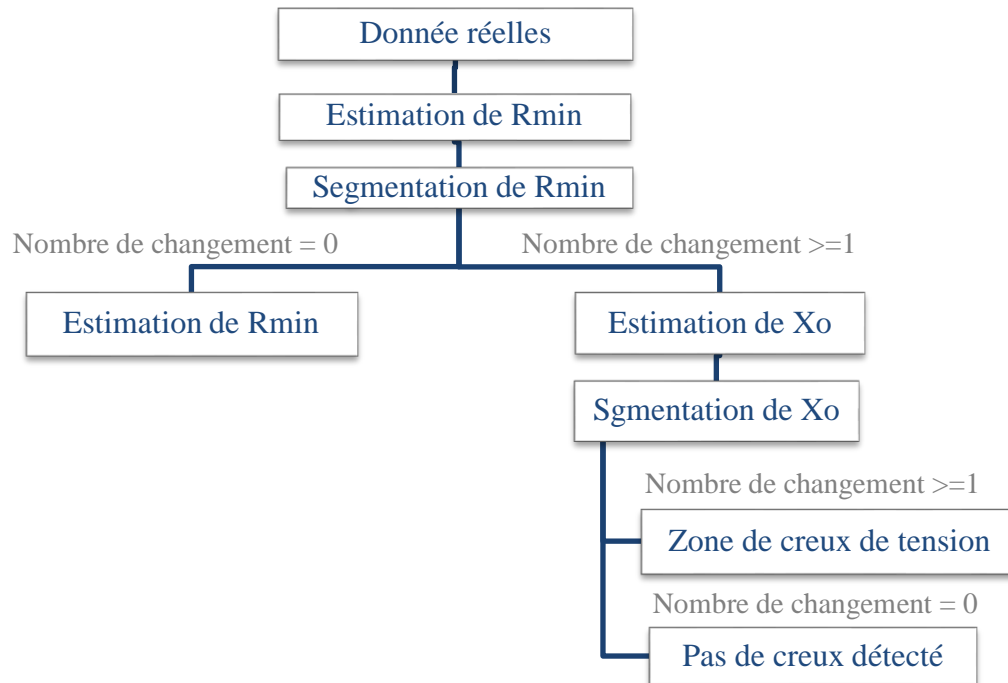 Donnée réelles
Estimation de Rmin
Segmentation de Rmin
Nombre de changement = 0
Nombre de changement >=1
Estimation de Rmin
Estimation de Xo
Sgmentation de Xo
Nombre de changement >=1
Zone de creux de tension
Nombre de changement = 0
Pas de creux détecté